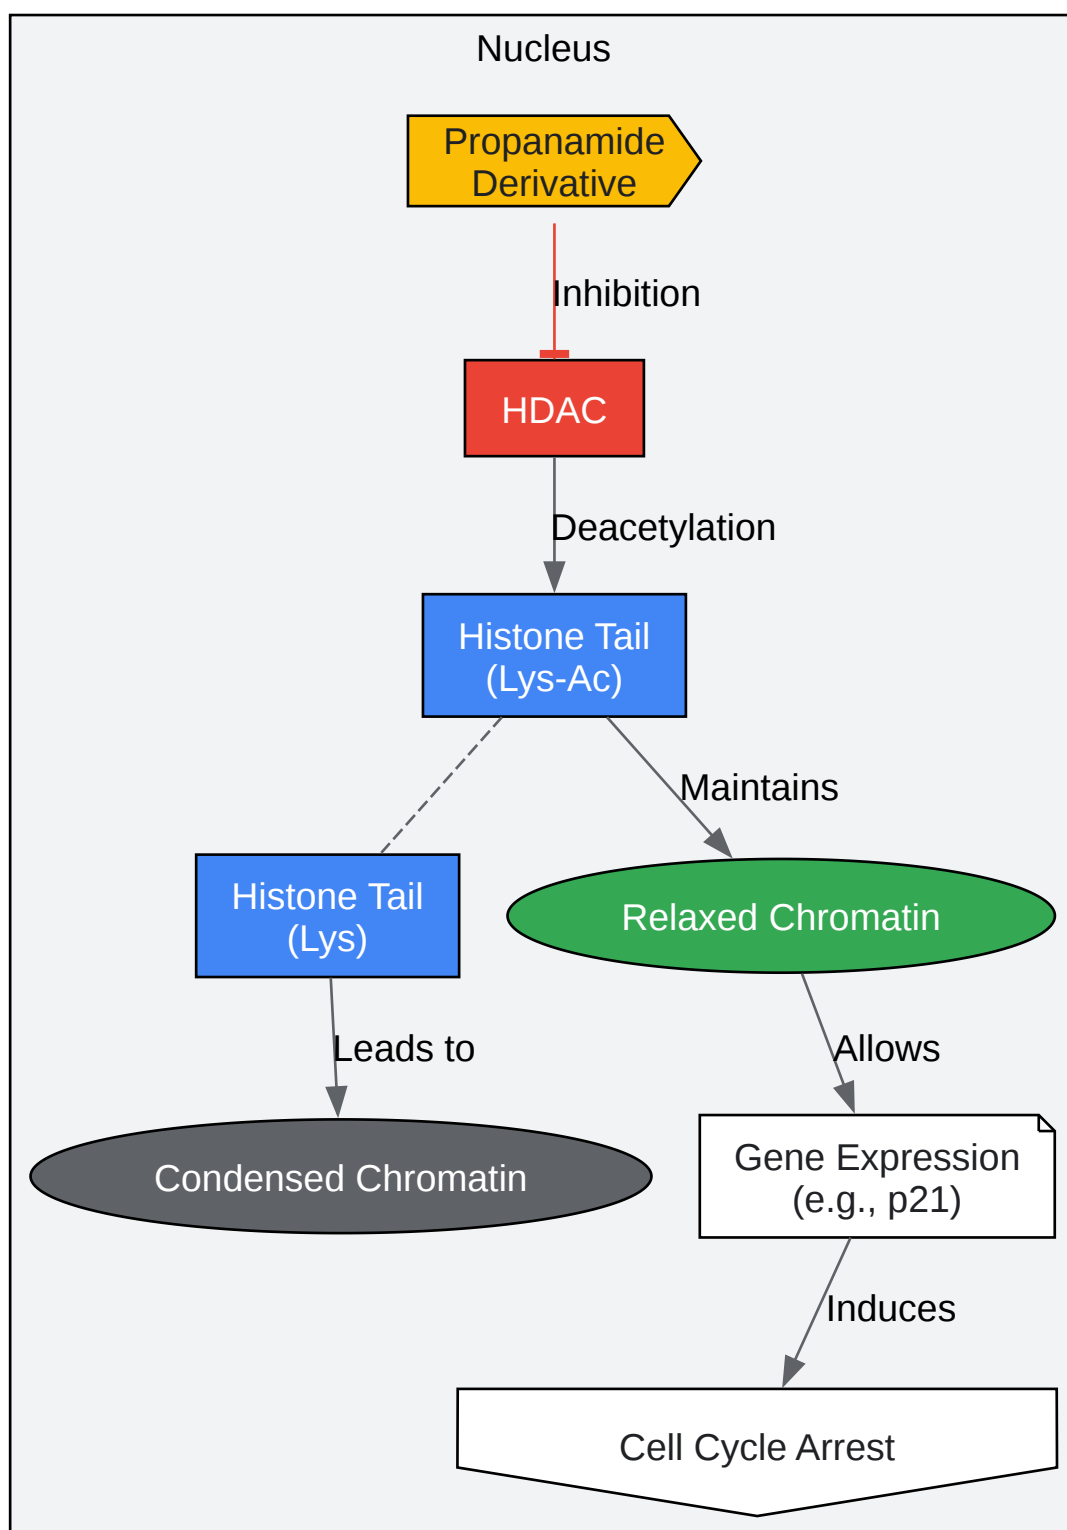 Nucleus
Propanamide
Derivative
Inhibition
HDAC
Deacetylation
Histone Tail
(Lys-Ac)
Maintains
Histone Tail
(Lys)
Relaxed Chromatin
Leads to
Allows
Condensed Chromatin
Gene Expression
(e.g., p21)
Induces
Cell Cycle Arrest